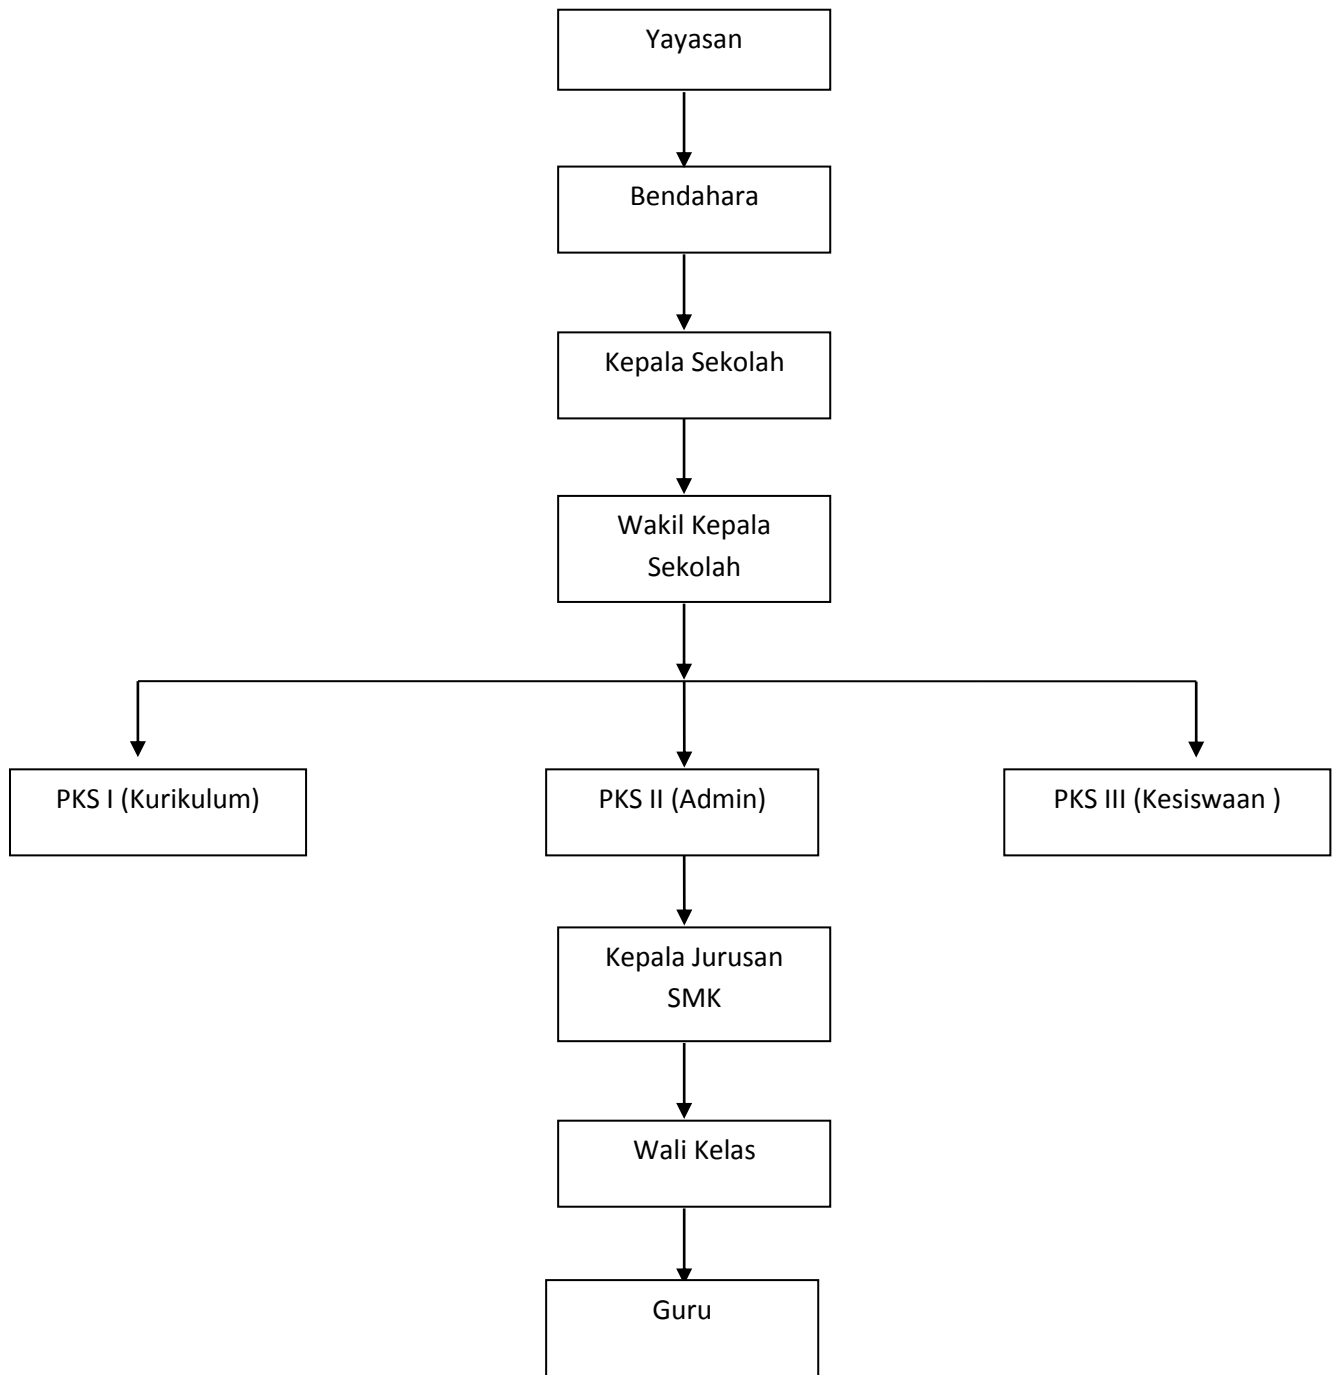 Yayasan
Bendahara
Kepala Sekolah
Wakil Kepala
Sekolah
PKS I (Kurikulum)
PKS II (Admin)
PKS III (Kesiswaan )
Kepala Jurusan
SMK
Wali Kelas
Guru